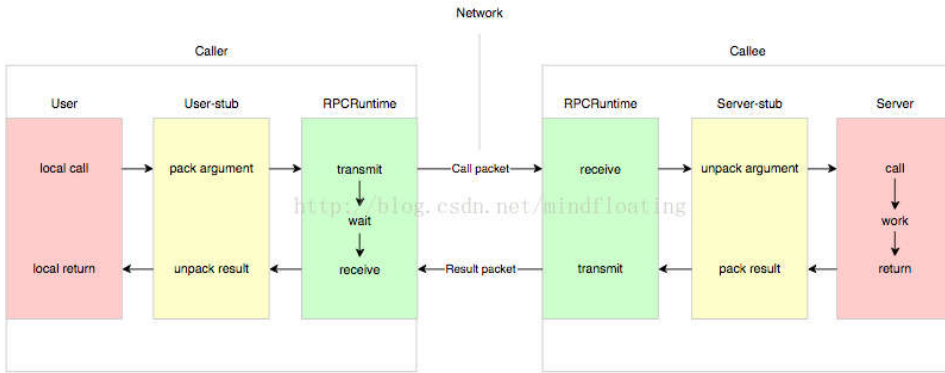 Network
Caller
Callee
User
User-stub
RPCRuntime
RPCRuntime
Server-stub
Server
local call
pack argument
transmit
Call packet
receive
unpack argument
call
http://blog.csdn.net/mindfloating
wait
work
local return
unpack result
receive
Result packet
transmit
pack result
return